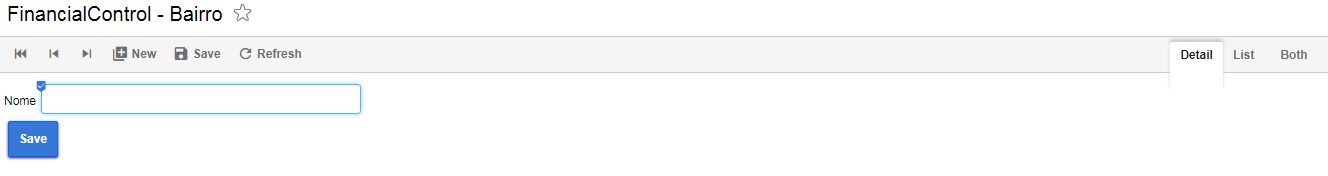 FinancialControl - Bairro
New Save Refresh Detail List Both
Nome
Save